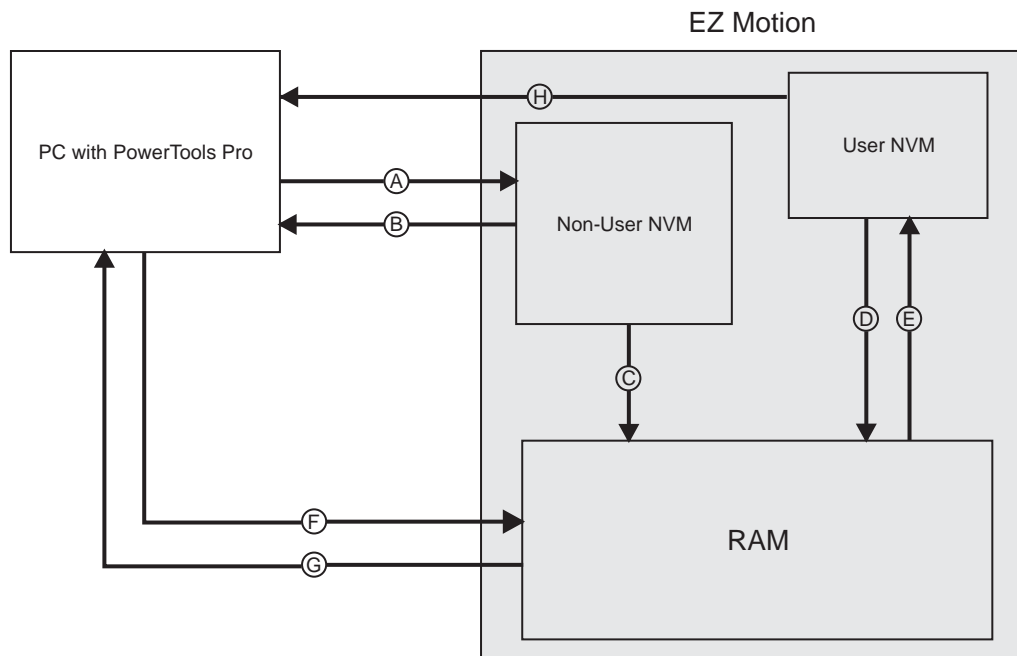 EZ Motion
H
PC with PowerTools Pro
User NVM
A
Non-User NVM
B
D
E
C
F
RAM
G